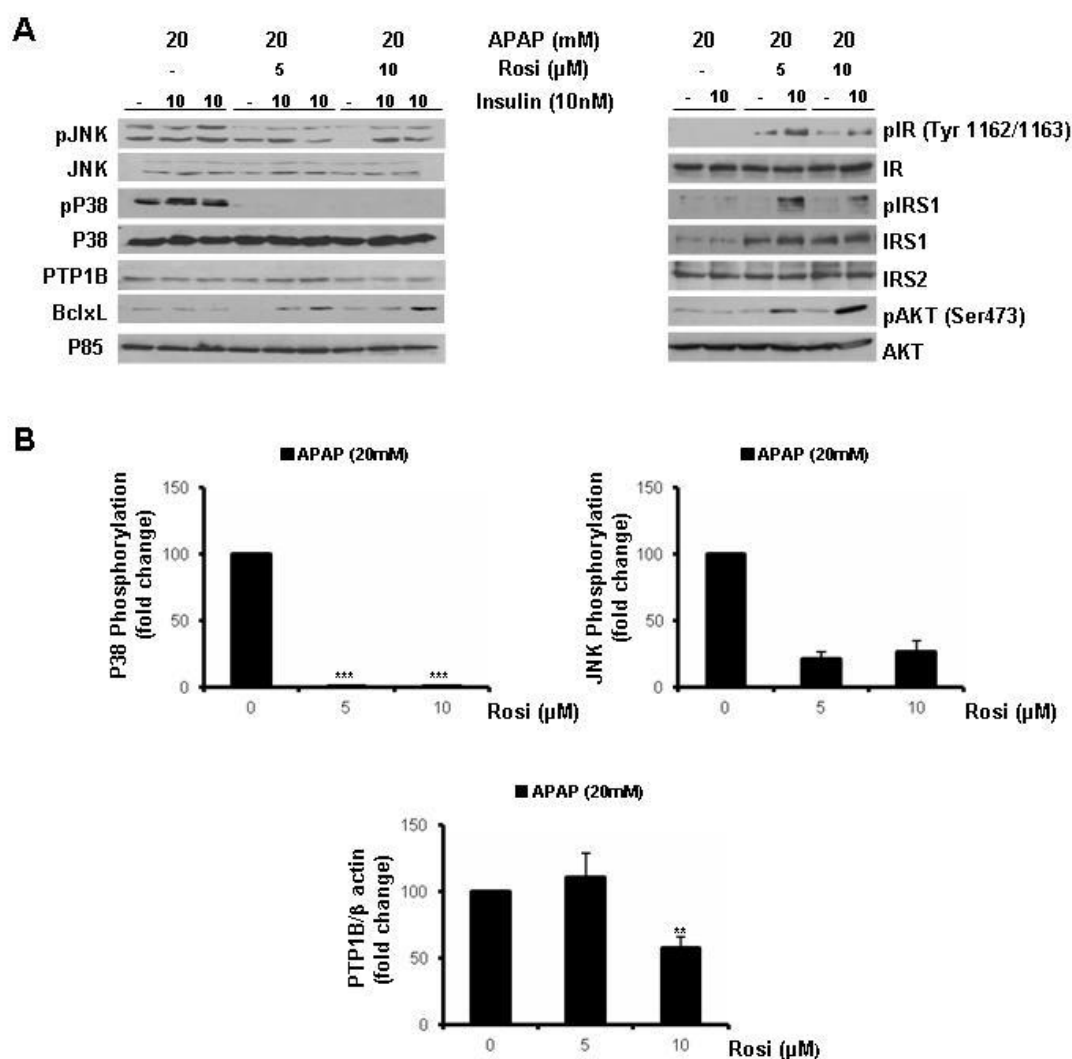 A
20 20 20 APAP (mM) 20 20 20
- 5 10 Rosi (µM) - 5 10
- 10 10 - 10 10 - 10 10 Insulin (10nM) - 10 - 10 - 10
pJNK pIR (Tyr 1162/1163)
JNK IR
pP38 pIRS1
P38 IRS1
PTP1B IRS2
BclxL pAKT (Ser473)
P85 AKT
B
APAP (20mM)
P38 Phosphorylation
(fold change)
150
100
50
0
*** ***
0 5 10 Rosi (µM)
APAP (20mM)
JNK Phosphorylation
(fold change)
150
100
50
0
0 5 10 Rosi (µM)
APAP (20mM)
PTP1B/β actin
(fold change)
150
100
50
0
**
0 5 10 Rosi (µM)